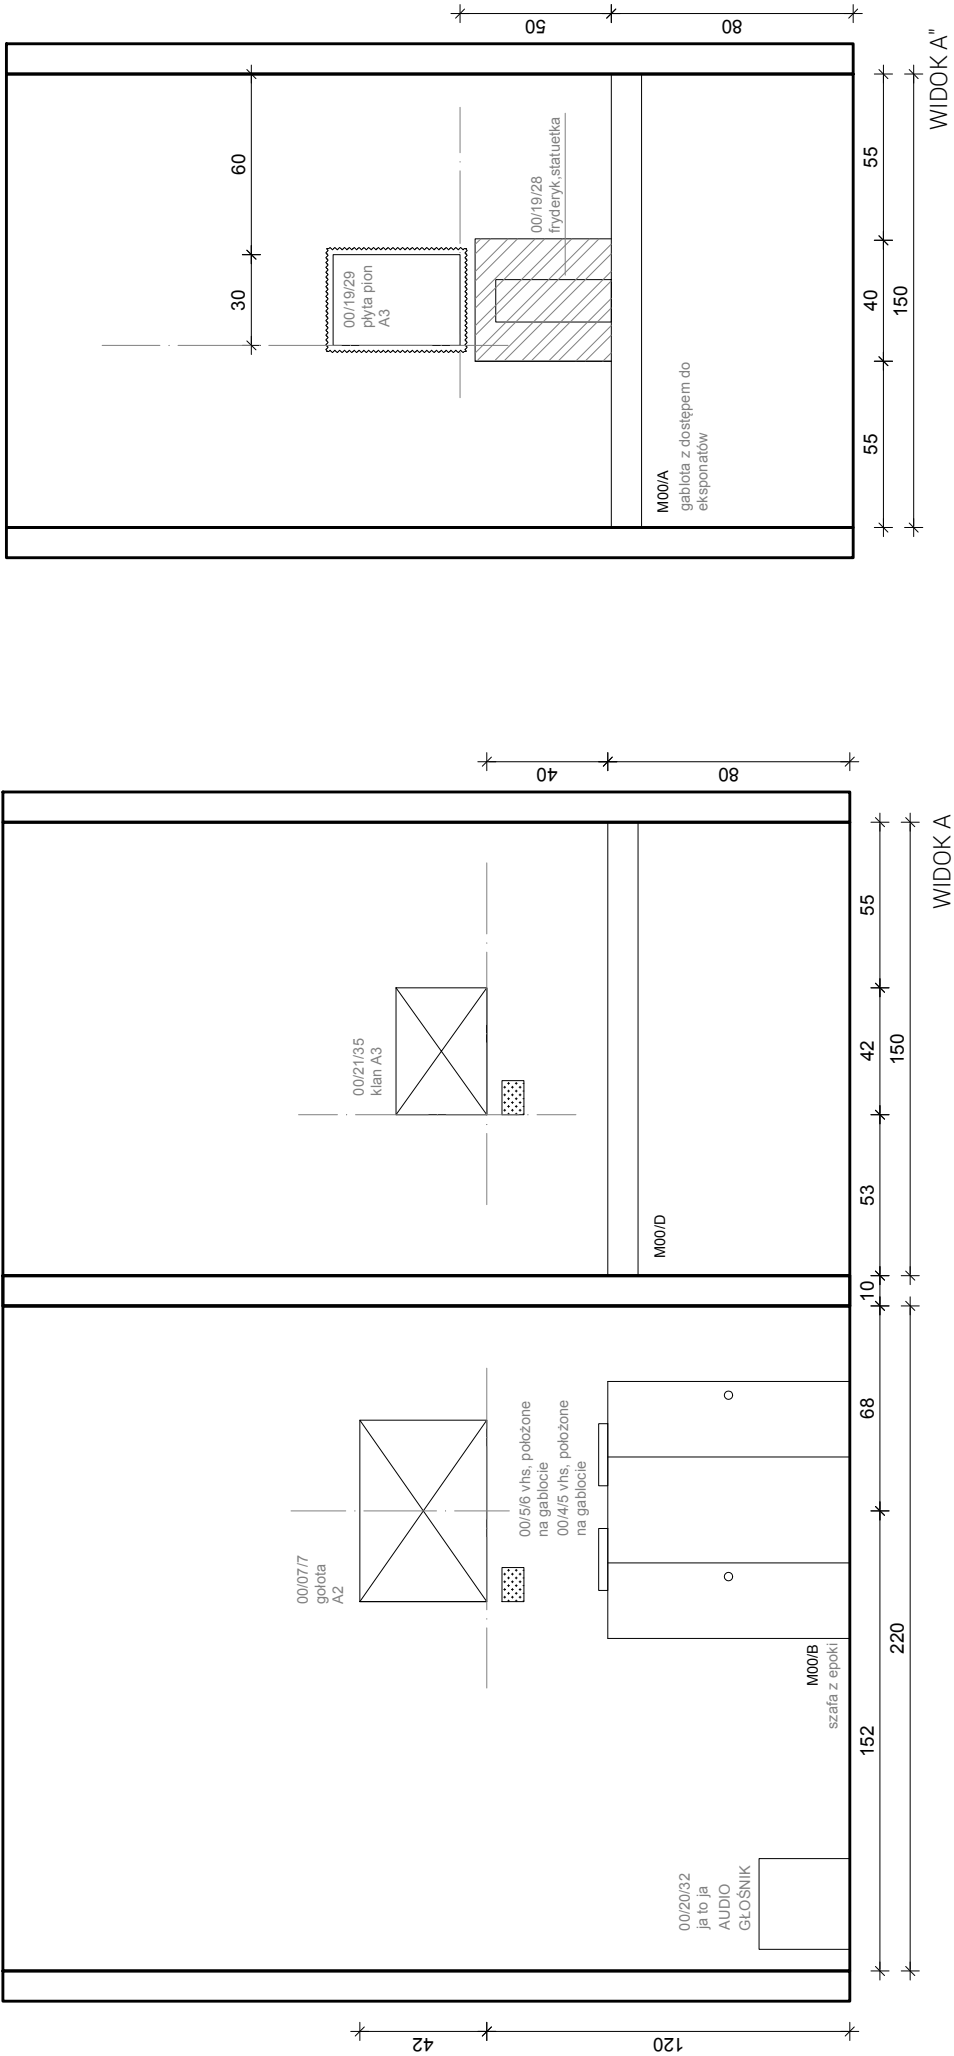 00/07/7
gołota
A2
00/5/6 vhs, położone
na gablocie
00/4/5 vhs, położone
na gablocie
00/20/32
ja to ja
AUDIO
GŁOŚNIK
M00/B
szafa z epoki
42
120
152
68
10
220
00/21/35
klan A3
M00/D
53
42
55
150
40
80
WIDOK A
60
30
00/19/29
płyta pion
A3
00/19/28
fryderyk,statuetka
M00/A
gablota z dostępem do
eksponatów
55
40
55
150
50
80
WIDOK A"